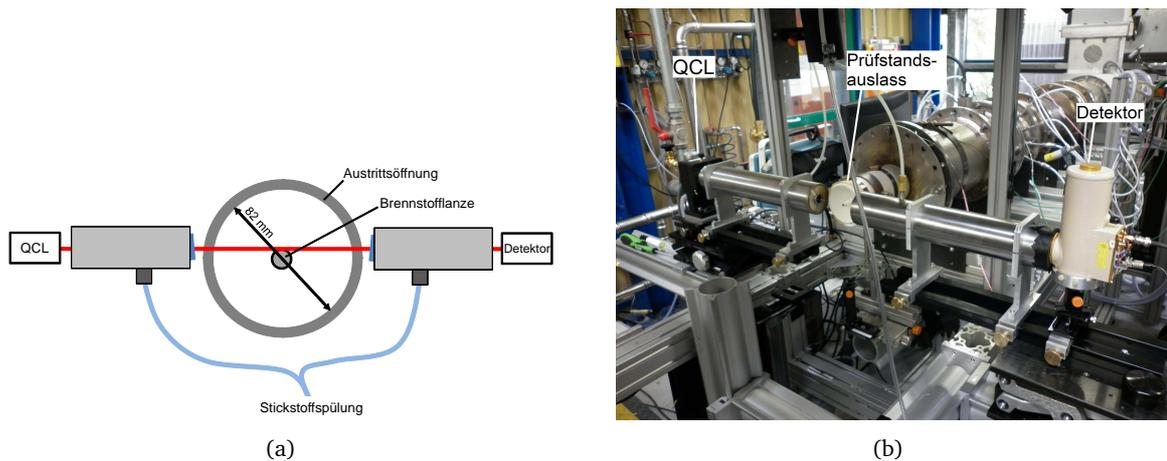 Austrittsöffnung
Brennstofflanze
82 mm
QCL
Detektor
Stickstoffspülung
(a)
QCL
Prüfstands-
auslass
Detektor
(b)